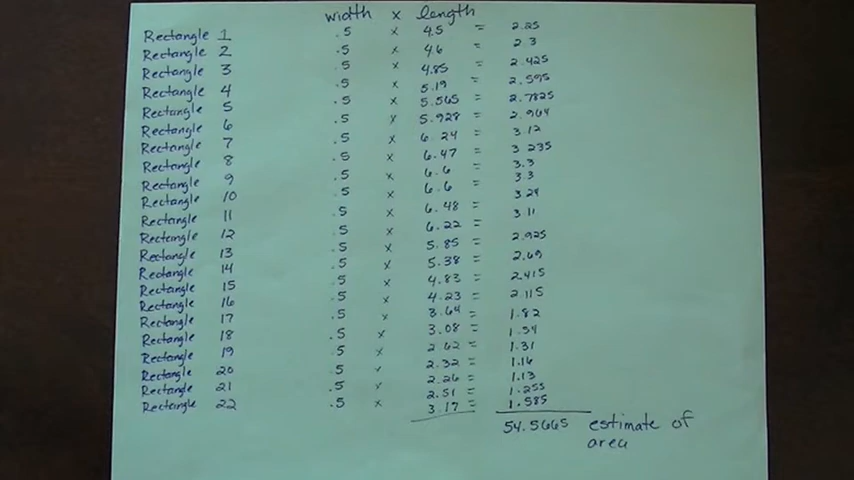 width x length
Rectangle 1 .5 x 4.5 = 2.25
Rectangle 2 .5 x 4.6 = 2.3
Rectangle 3 .5 x 4.85 = 2.425
Rectangle 4 .5 x 5.19 = 2.595
Rectangle 5 .5 x 5.565 = 2.7825
Rectangle 6 .5 x 5.928 = 2.964
Rectangle 7 .5 x 6.24 = 3.12
Rectangle 8 .5 x 6.47 = 3.235
Rectangle 9 .5 x 6.6 = 3.3
Rectangle 10 .5 x 6.6 = 3.3
Rectangle 11 .5 x 6.48 = 3.24
Rectangle 12 .5 x 6.22 = 3.11
Rectangle 13 .5 x 5.85 = 2.925
Rectangle 14 .5 x 5.38 = 2.69
Rectangle 15 .5 x 4.83 = 2.415
Rectangle 16 .5 x 4.23 = 2.115
Rectangle 17 .5 x 3.64 = 1.82
Rectangle 18 .5 x 3.08 = 1.54
Rectangle 19 .5 x 2.62 = 1.31
Rectangle 20 .5 x 2.32 = 1.16
Rectangle 21 .5 x 2.26 = 1.13
2.51 = 1.255
Rectangle 22 .5 x 3.17 = 1.585
54.5665 estimate of
area